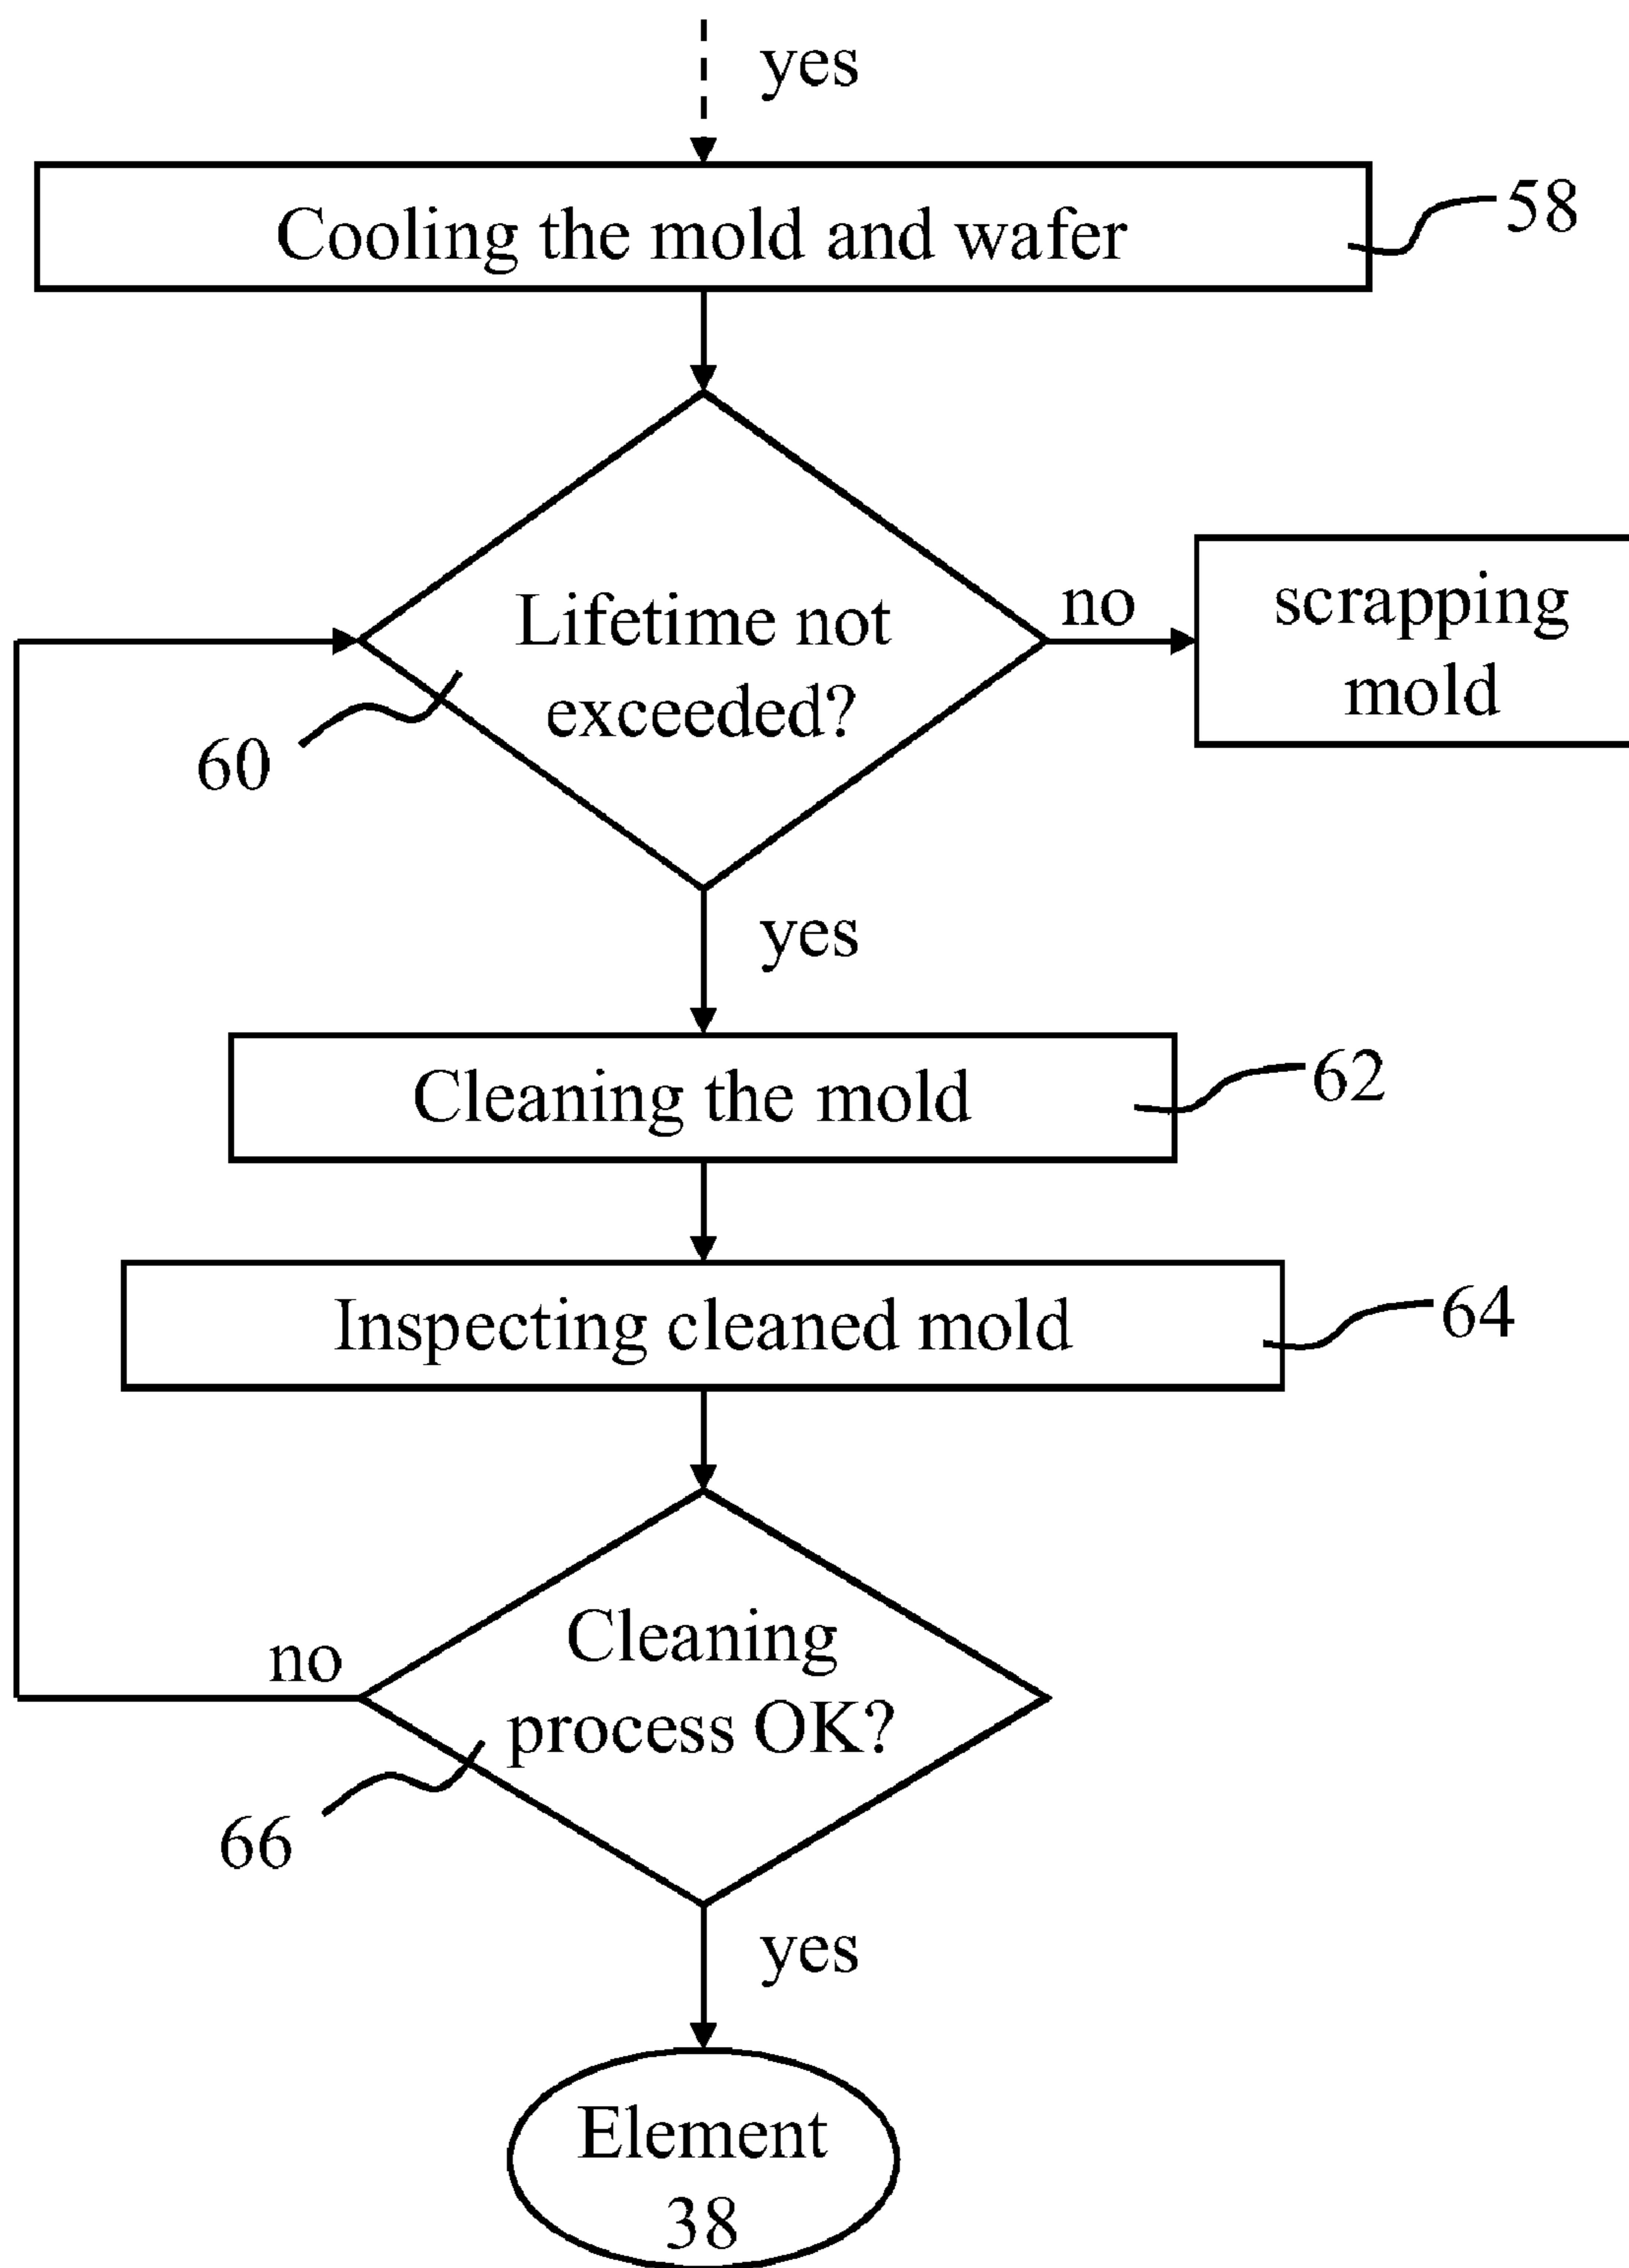 yes
Cooling the mold and wafer
58
Lifetime not
exceeded?
60
no
scrapping
mold
yes
Cleaning the mold
62
Inspecting cleaned mold
64
Cleaning
process OK?
no
66
yes
Element
38